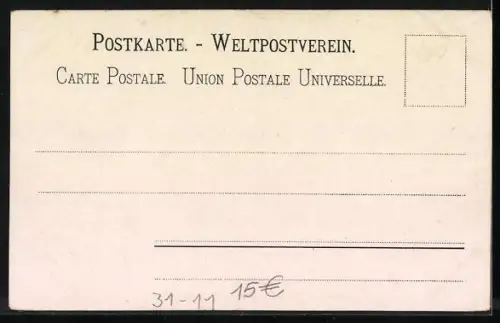 POSTKARTE. - WELTPOSTVEREIN.
CARTE POSTALE. UNION POSTALE UNIVERSELLE.
31-11 15€